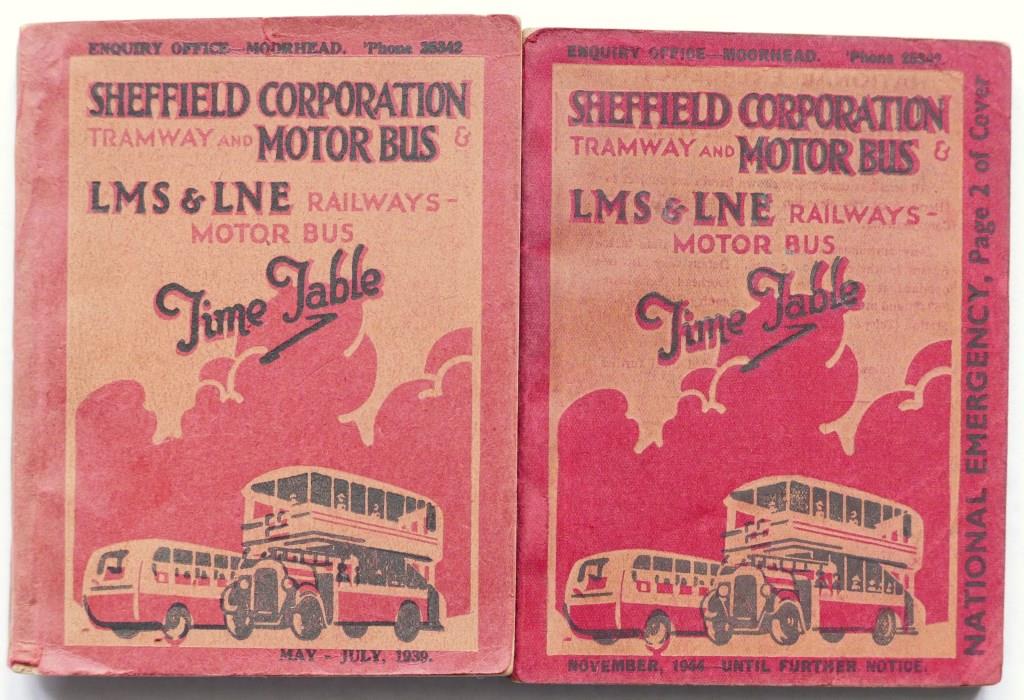 ENQUIRY OFFICE—MOORHEAD. 'Phone 25342
SHEFFIELD CORPORATION
TRAMWAY AND MOTOR BUS &
LMS & LNE RAILWAYS-
MOTOR BUS
Time Table
MAY - JULY, 1939.
ENQUIRY OFFICE—MOORHEAD. 'Phone 25342.
SHEFFIELD CORPORATION
TRAMWAY AND MOTOR BUS &
LMS & LNE RAILWAYS-
MOTOR BUS
Time Table
NOVEMBER, 1944 UNTIL FURTHER NOTICE.
NATIONAL EMERGENCY, Page 2 of Cover